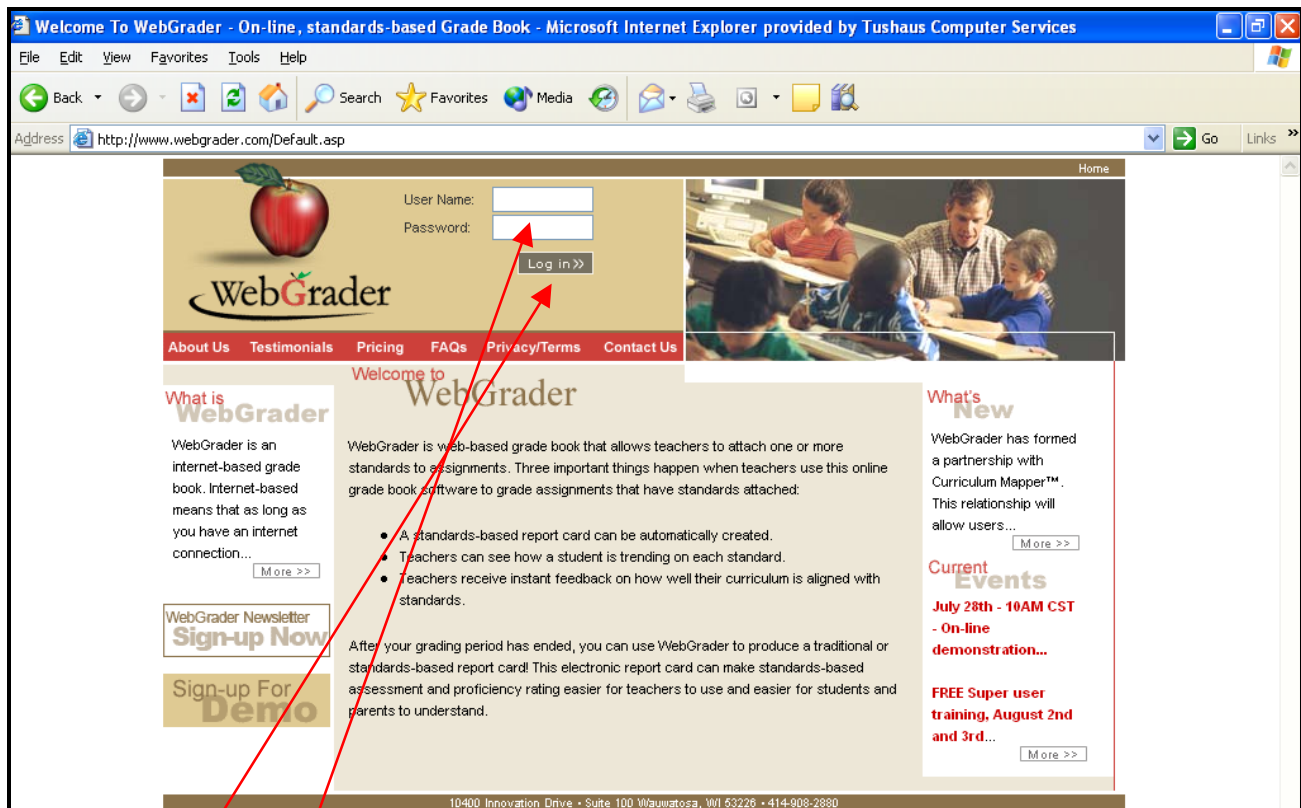 Welcome To WebGrader - On-line, standards-based Grade Book - Microsoft Internet Explorer provided by Tushaus Computer Services
File Edit View Favorites Tools Help
Back Search Favorites Media
Address http://www.webgrader.com/Default.asp Go Links »
Home
User Name:
Password:
Log in»
WebGrader
About Us Testimonials Pricing FAQs Privacy/Terms Contact Us
What is
WebGrader
WebGrader is an
internet-based grade
book. Internet-based
means that as long as
you have an internet
connection...
More >>
WebGrader Newsletter
Sign-up Now
Sign-up For
Demo
Welcome to
WebGrader
WebGrader is web-based grade book that allows teachers to attach one or more
standards to assignments. Three important things happen when teachers use this online
grade book software to grade assignments that have standards attached:
• A standards-based report card can be automatically created.
• Teachers can see how a student is trending on each standard.
• Teachers receive instant feedback on how well their curriculum is aligned with
standards.
After your grading period has ended, you can use WebGrader to produce a traditional or
standards-based report card! This electronic report card can make standards-based
assessment and proficiency rating easier for teachers to use and easier for students and
parents to understand.
What's
New
WebGrader has formed
a partnership with
Curriculum Mapper™.
This relationship will
allow users...
More >>
Current
Events
July 28th - 10AM CST
- On-line
demonstration...
FREE Super user
training, August 2nd
and 3rd...
More >>
10400 Innovation Drive • Suite 100 Wauwatosa, WI 53226 • 414-908-2880